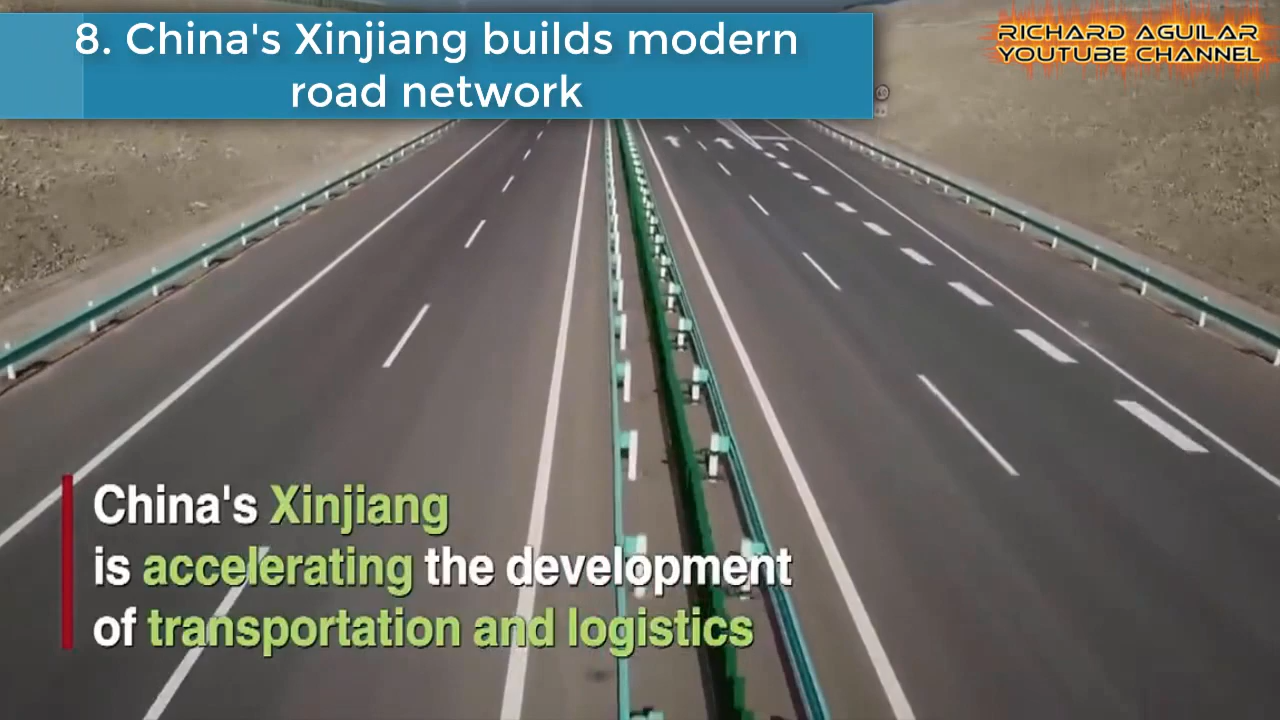 8. China's Xinjiang builds modern
road network
RICHARD AGUILAR
YOUTUBE CHANNEL
China's Xinjiang
is accelerating the development
of transportation and logistics